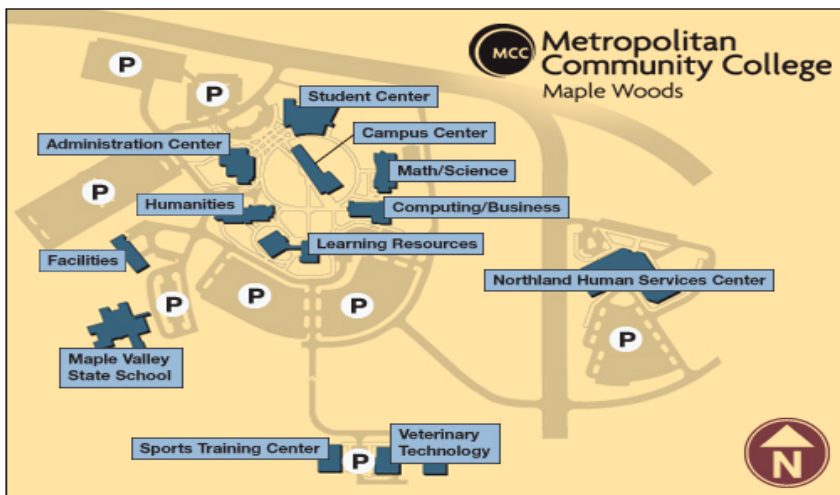 MCC
Metropolitan
Community College
Maple Woods
P
P
Student Center
Campus Center
Administration Center
Math/Science
P
Humanities
Computing/Business
Learning Resources
Facilities
Northland Human Services Center
P
P
P
P
Maple Valley
State School
Sports Training Center
P
Veterinary
Technology
N